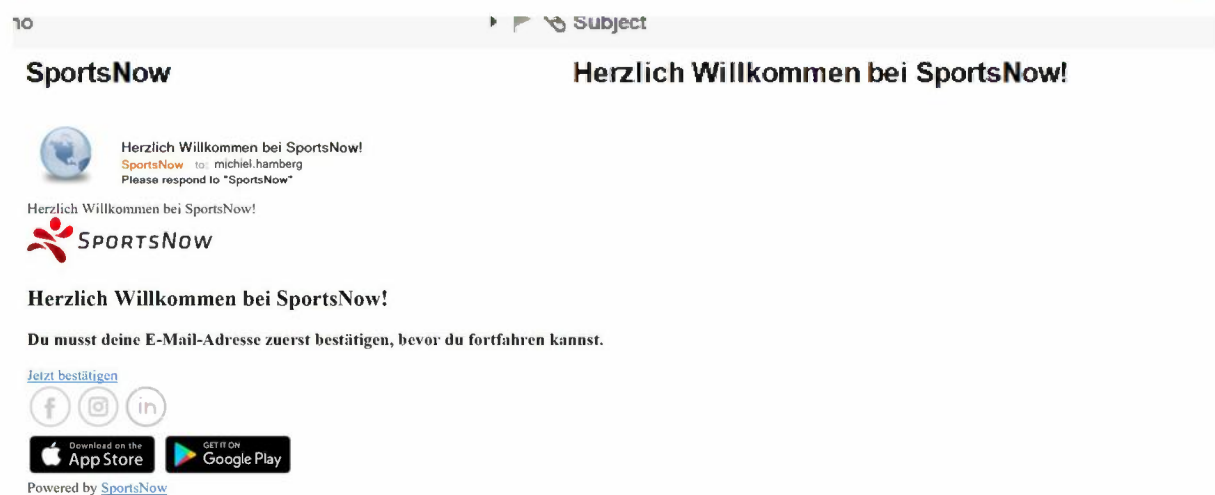 Subject
SportsNow Herzlich Willkommen bei SportsNow!
Herzlich Willkommen bei SportsNow!
SportsNow to: michiel.hamberg
Please respond to "SportsNow"
Herzlich Willkommen bei SportsNow!
SPORTSNOW
Herzlich Willkommen bei SportsNow!
Du musst deine E-Mail-Adresse zuerst bestätigen, bevor du fortfahren kannst.
Jetzt bestätigen
f in
Download on the GET IT ON
App Store Google Play
Powered by SportsNow